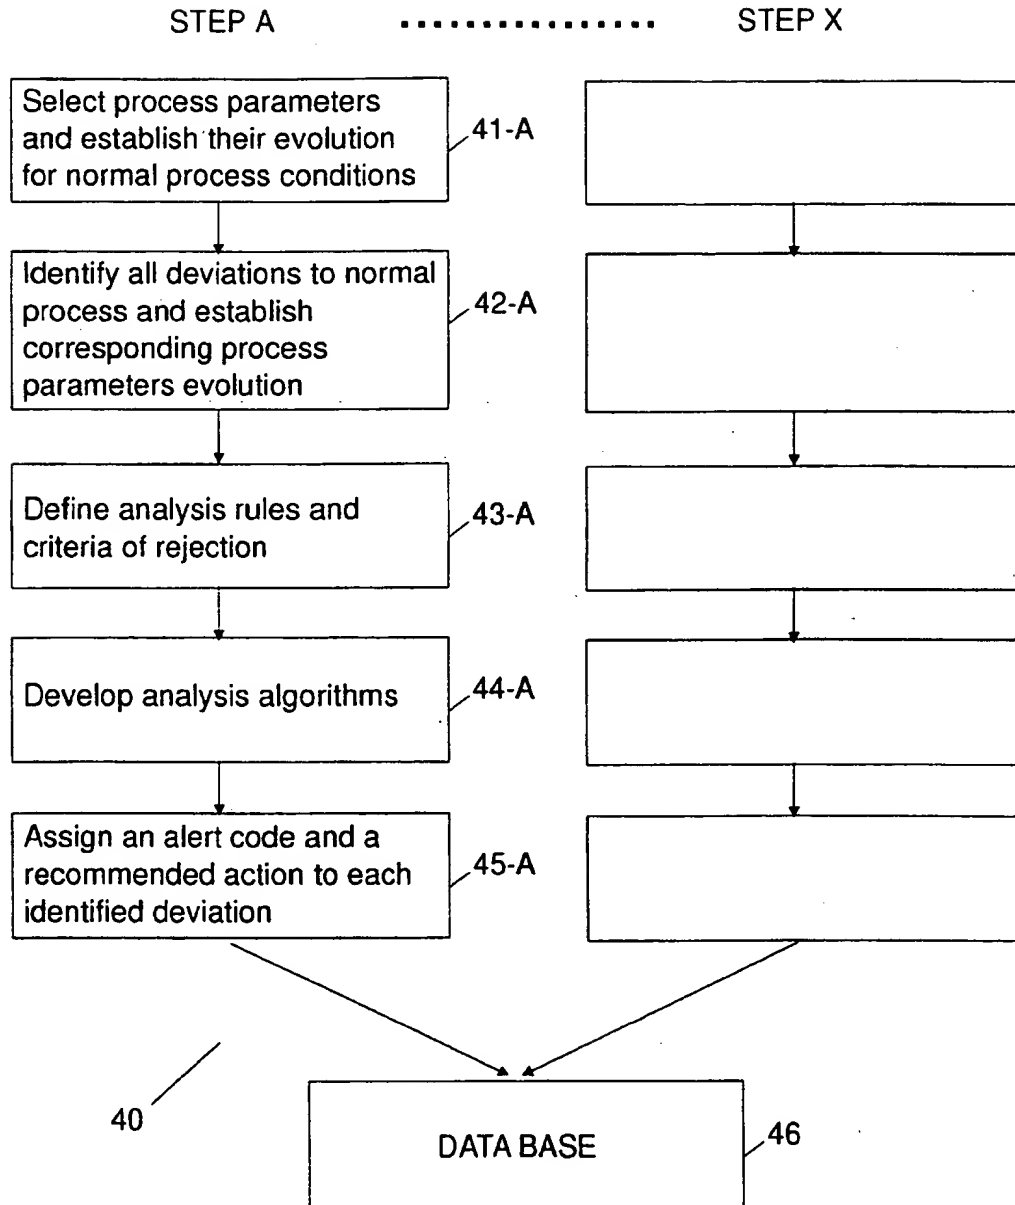 STEP A ............... STEP X
Select process parameters
and establish their evolution
for normal process conditions
41-A
Identify all deviations to normal
process and establish
corresponding process
parameters evolution
42-A
Define analysis rules and
criteria of rejection
43-A
Develop analysis algorithms
44-A
Assign an alert code and a
recommended action to each
identified deviation
45-A
40
DATA BASE
46